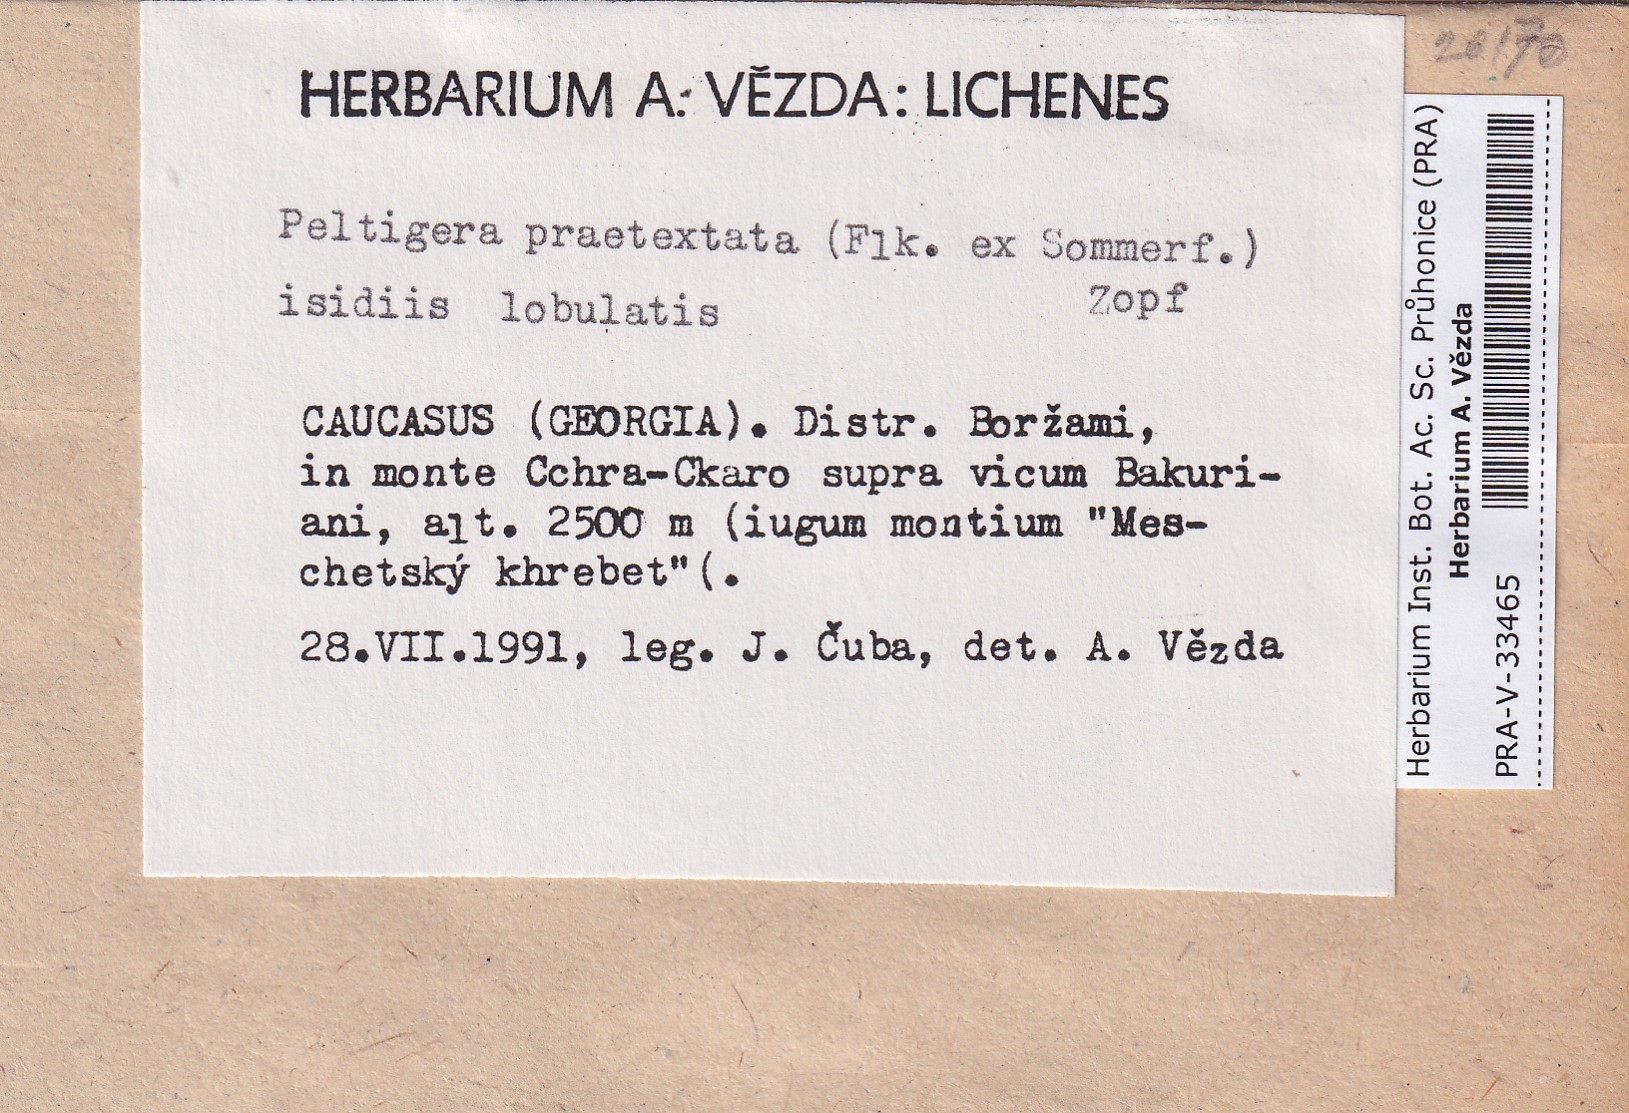 26/70
HERBARIUM A. VĚZDA: LICHENES
Peltigera praetextata (Flk. ex Sommerf.)
isidiis lobulatis Zopf
CAUCASUS (GEORGIA). Distr. Boržami,
in monte Cchra-Ckaro supra vicum Bakuri-
ani, alt. 2500 m (iugum montium "Mes-
chetský khrebet"(.
28.VII.1991, leg. J. Čuba, det. A. Vězda
Herbarium Inst. Bot. Ac. Sc. Průhonice (PRA)
Herbarium A. Vězda
PRA-V-33465